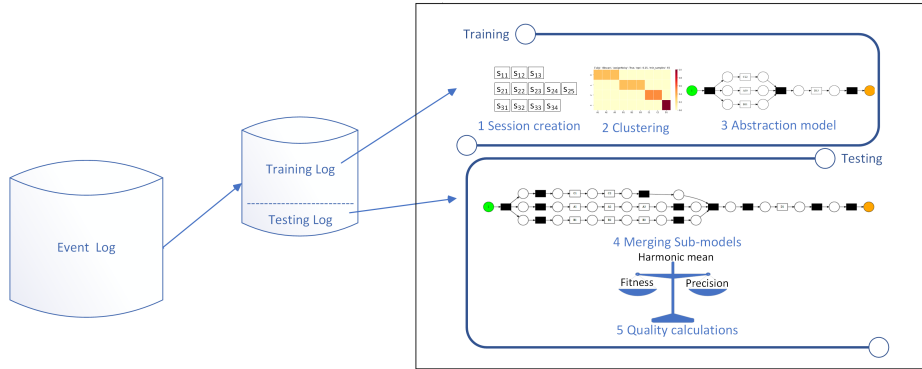 Training
S11 S12 S13
S21 S22 S23 S24 S25
S31 S32 S33 S34
1 Session creation
2 Clustering
3 Abstraction model
Training Log
Testing Log
Event Log
Testing
4 Merging Sub-models
Harmonic mean
Fitness
Precision
5 Quality calculations